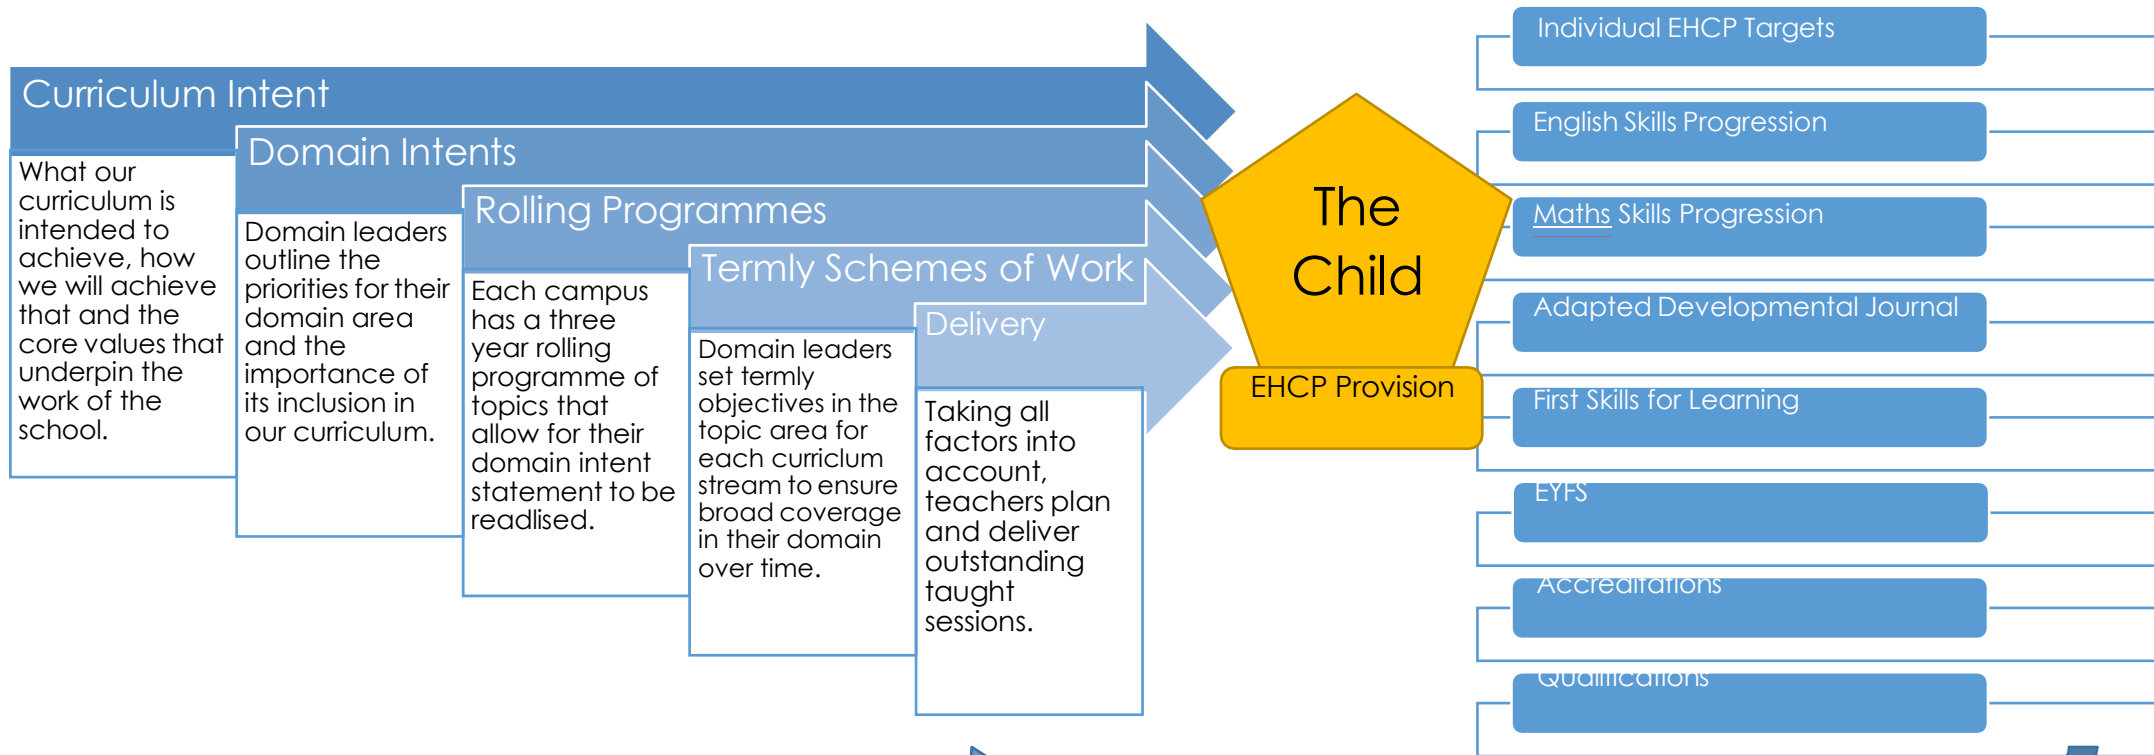 Curriculum Intent
What our
curriculum is
intended to
achieve, how
we will achieve
that and the
core values that
underpin the
work of the
school.
Domain Intents
Domain leaders
outline the
priorities for their
domain area
and the
importance of
its inclusion in
our curriculum.
Rolling Programmes
Each campus
has a three
year rolling
programme of
topics that
allow for their
domain intent
statement to be
readlised.
Termly Schemes of Work
Domain leaders
set termly
objectives in the
topic area for
each curriclum
stream to ensure
broad coverage
in their domain
over time.
Delivery
Taking all
factors into
account,
teachers plan
and deliver
outstanding
taught
sessions.
The
Child
EHCP Provision
Individual EHCP Targets
English Skills Progression
Maths Skills Progression
Adapted Developmental Journal
First Skills for Learning
EYFS
Accreditations
Qualifications